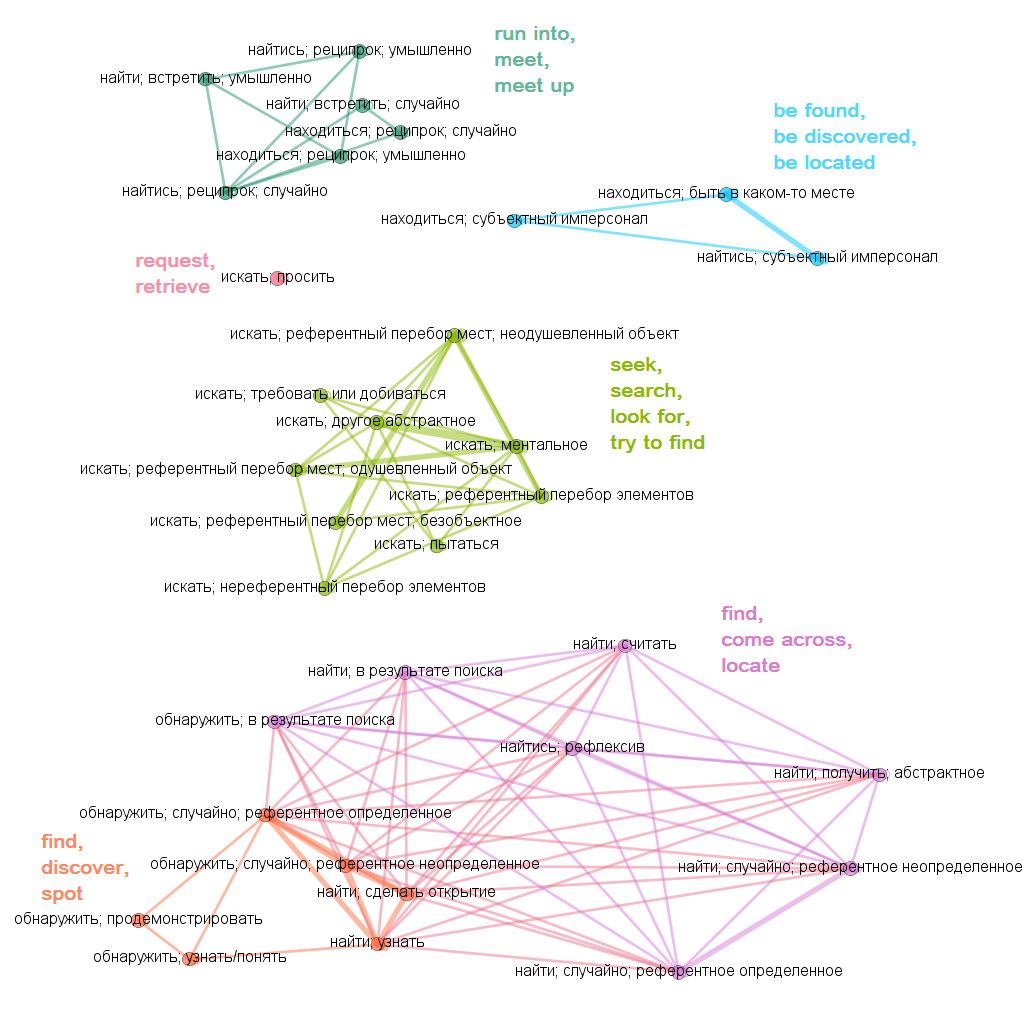 run into,
meet,
meet up
найтись; реципрок; умышленно
найти; встретить; умышленно
найти; встретить; случайно
находиться; реципрок; случайно
находиться; реципрок; умышленно
найтись; реципрок; случайно
be found,
be discovered,
be located
находиться; быть в каком-то месте
находиться; субъектный имперсонал
найтись; субъектный имперсонал
request,
retrieve
искать; просить
искать; референтный перебор мест; неодушевленный объект
seek,
search,
look for,
try to find
искать; требовать или добиваться
искать; другое абстрактное
искать; ментальное
искать; референтный перебор мест; одушевленный объект
искать; референтный перебор элементов
искать; референтный перебор мест; безобъектное
искать; пытаться
искать; нереферентный перебор элементов
find,
come across,
locate
найти; считать
найти; в результате поиска
обнаружить; в результате поиска
найтись; рефлексив
найти; получить; абстрактное
обнаружить; случайно; референтное определенное
find,
discover,
spot
обнаружить; случайно; референтное неопределенное
найти; случайно; референтное неопределенное
найти; сделать открытие
обнаружить; продемонстрировать
найти; узнать
обнаружить; узнать/понять
найти; случайно; референтное определенное